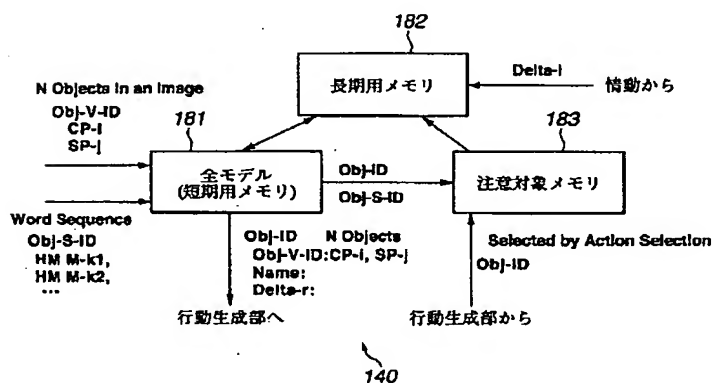 182
長期用メモリ
Delta-I
情動から
N Objects in an Image
Obj-V-ID
CP-i
SP-j
181
全モデル
(短期用メモリ)
Obj-ID
Obj-S-ID
183
注意対象メモリ
Word Sequence
Obj-S-ID
HM M-k1,
HM M-k2,
...
Obj-ID N Objects
Obj-V-ID:CP-i, SP-j
Name:
Delta-r:
Selected by Action Selection
Obj-ID
行動生成部へ
行動生成部から
140